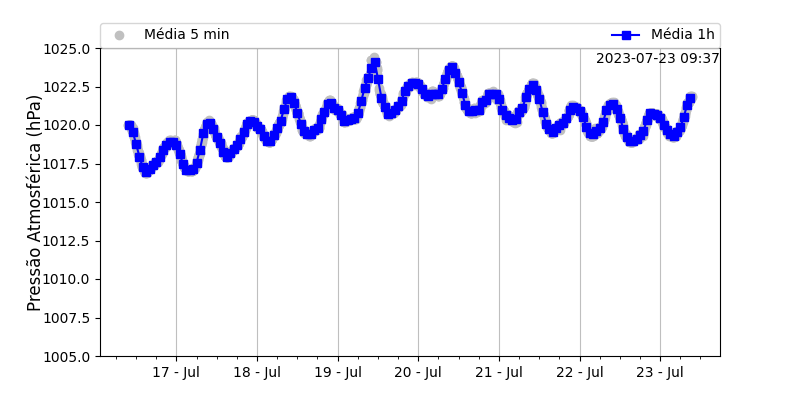 Média 5 min
Média 1h
2023-07-23 09:37
Pressão Atmosférica (hPa)
1025.0
1022.5
1020.0
1017.5
1015.0
1012.5
1010.0
1007.5
1005.0
17 - Jul
18 - Jul
19 - Jul
20 - Jul
21 - Jul
22 - Jul
23 - Jul